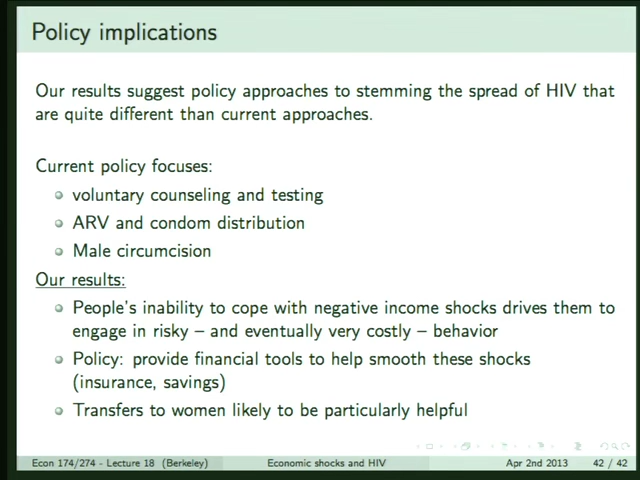 Policy implications
Our results suggest policy approaches to stemming the spread of HIV that
are quite different than current approaches.
Current policy focuses:
voluntary counseling and testing
ARV and condom distribution
Male circumcision
Our results:
People's inability to cope with negative income shocks drives them to
engage in risky – and eventually very costly – behavior
Policy: provide financial tools to help smooth these shocks
(insurance, savings)
Transfers to women likely to be particularly helpful
Econ 174/274 - Lecture 18 (Berkeley) Economic shocks and HIV Apr 2nd 2013 42 / 42